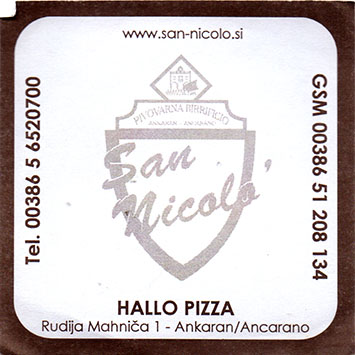 www.san-nicolo.si
Tel. 00386 5 6520700
GSM 00386 51 208 134
PIVOVARNA BIRRIFICIO
ANKARAN - ANCARANO
San
Nicolo'
HALLO PIZZA
Rudija Mahniča 1 - Ankaran/Ancarano